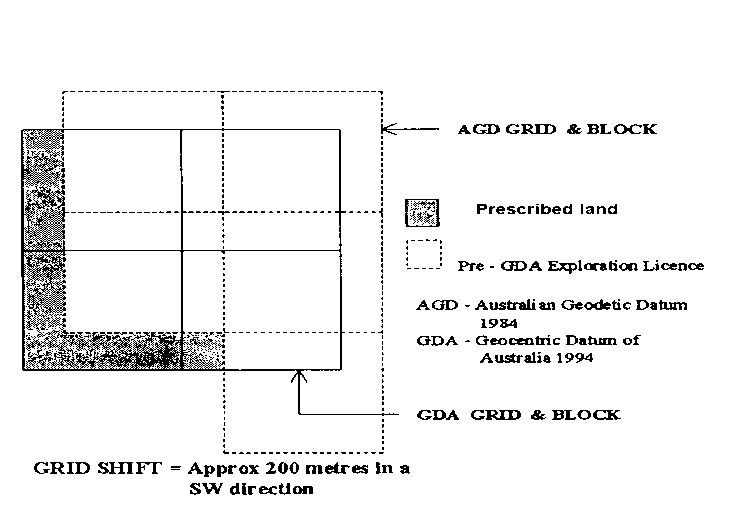 AGD GRID & BLOCK
Prescribed land
Pre - GDA Exploration Licence
AGD - Australian Geodetic Datum
1984
GDA - Geocentric Datum of
Australia 1994
GDA GRID & BLOCK
GRID SHIFT = Approx 200 metres in a
SW direction